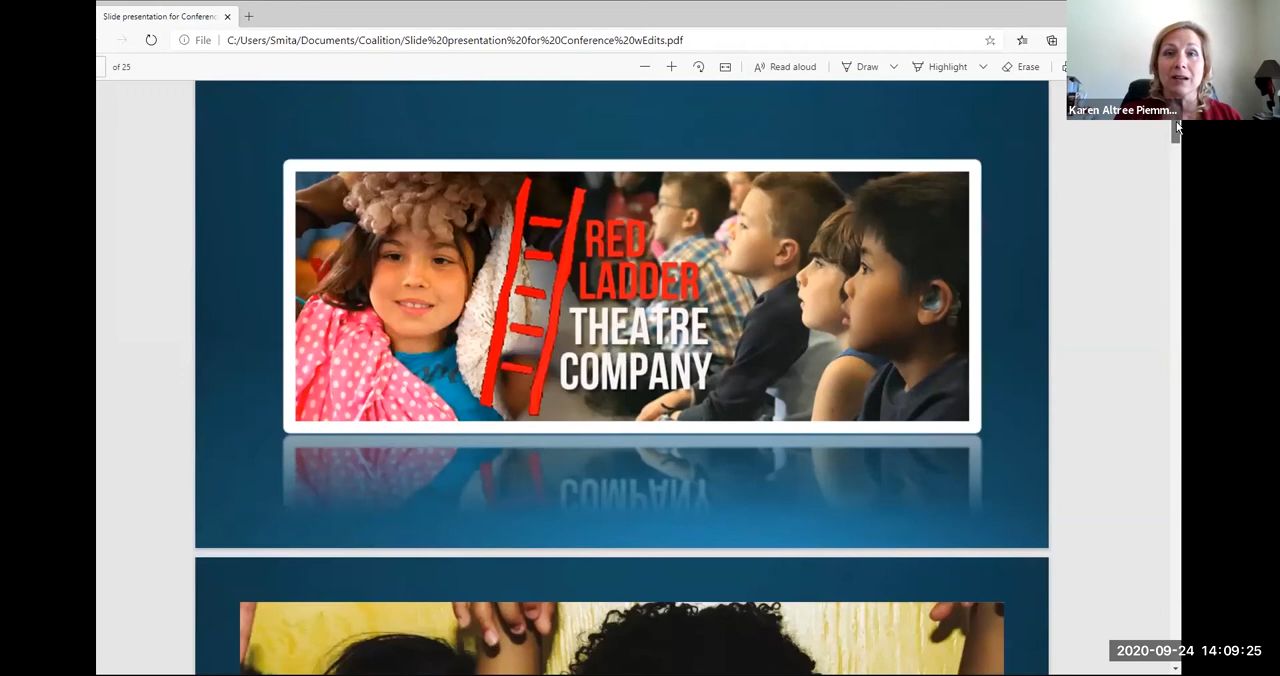 Slide presentation for Conferenc
File
C:/Users/Smita/Documents/Coalition/Slide%20presentation%20for%20Conference%20wEdits.pdf
of 25
Read aloud
Draw
Highlight
Erase
Karen Altree Piemm...
RED
LADDER
THEATRE
COMPANY
COMPANY
2020-09-24 14:09:25